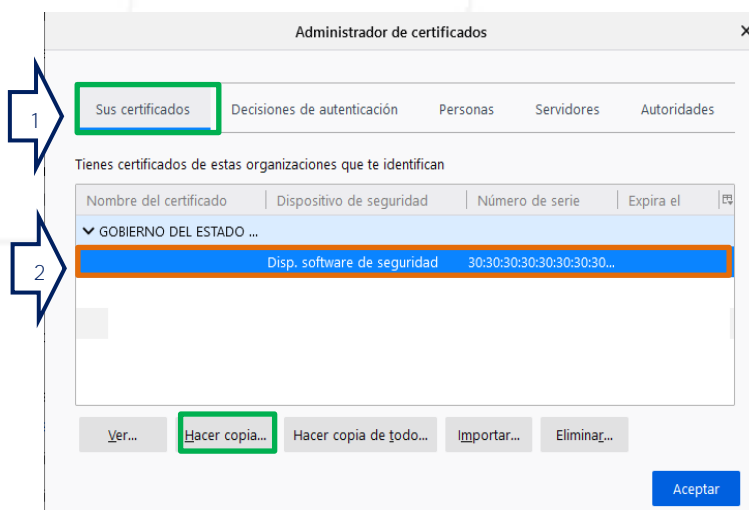 Administrador de certificados
1
Sus certificados Decisiones de autenticación Personas Servidores Autoridades
Tienes certificados de estas organizaciones que te identifican
Nombre del certificado Dispositivo de seguridad Número de serie Expira el
GOBIERNO DEL ESTADO ...
2
Disp. software de seguridad 30:30:30:30:30:30:30:30...
Ver... Hacer copia... Hacer copia de todo... Importar... Eliminar...
Aceptar